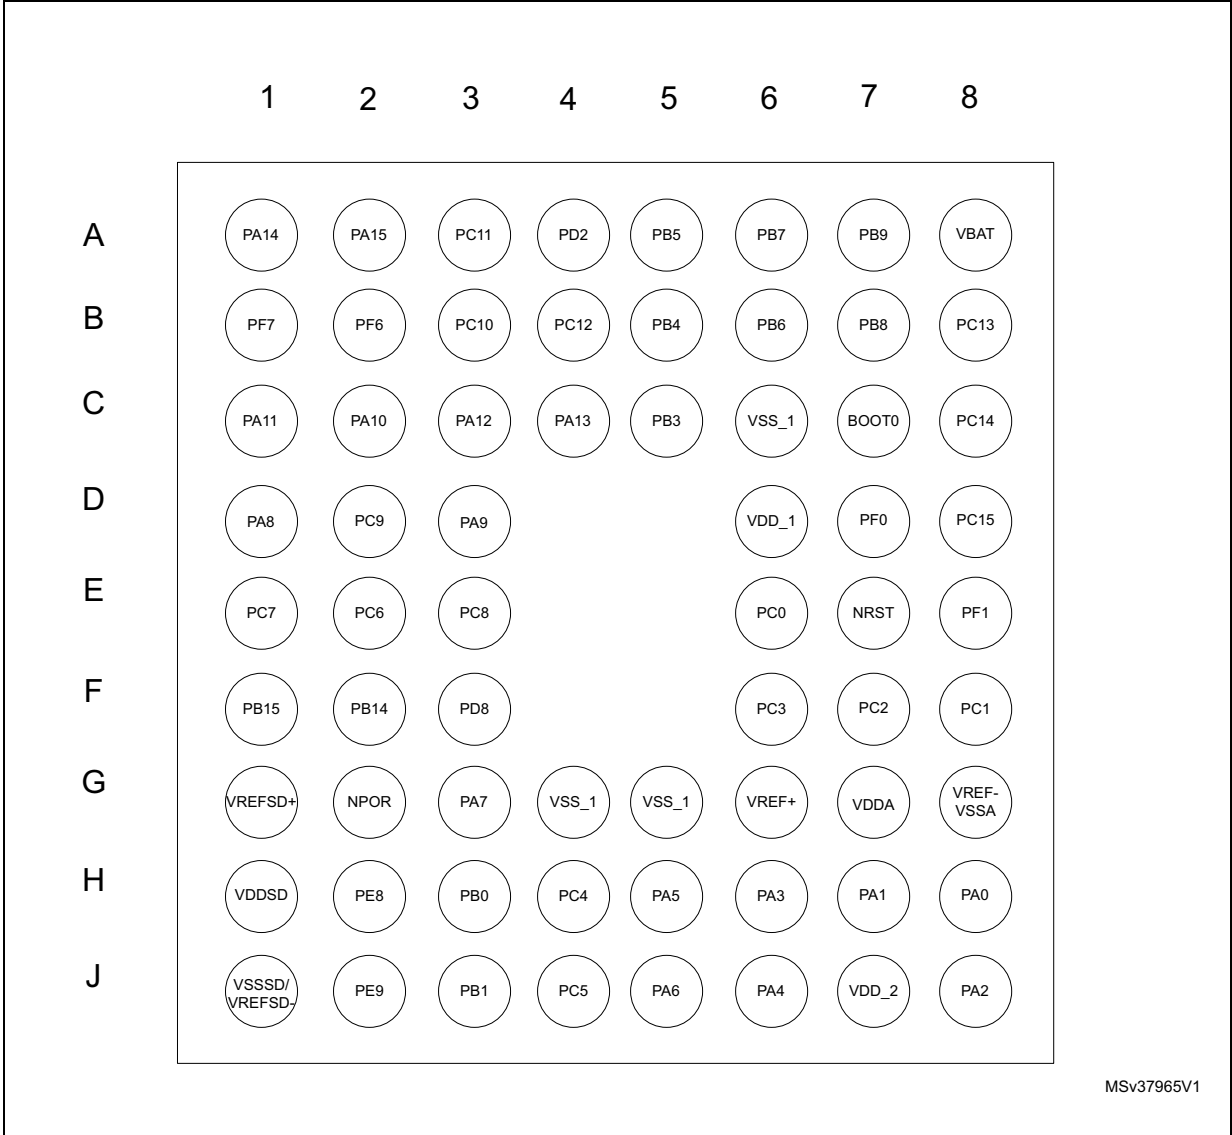 1 2 3 4 5 6 7 8
A PA14 PA15 PC11 PD2 PB5 PB7 PB9 VBAT
B PF7 PF6 PC10 PC12 PB4 PB6 PB8 PC13
C PA11 PA10 PA12 PA13 PB3 VSS_1 BOOT0 PC14
D PA8 PC9 PA9 VDD_1 PF0 PC15
E PC7 PC6 PC8 PC0 NRST PF1
F PB15 PB14 PD8 PC3 PC2 PC1
G VREFSD+ NPOR PA7 VSS_1 VSS_1 VREF+ VDDA VREF-
VSSA
H VDDSD PE8 PB0 PC4 PA5 PA3 PA1 PA0
J VSSSD/
VREFSD- PE9 PB1 PC5 PA6 PA4 VDD_2 PA2
MSv37965V1